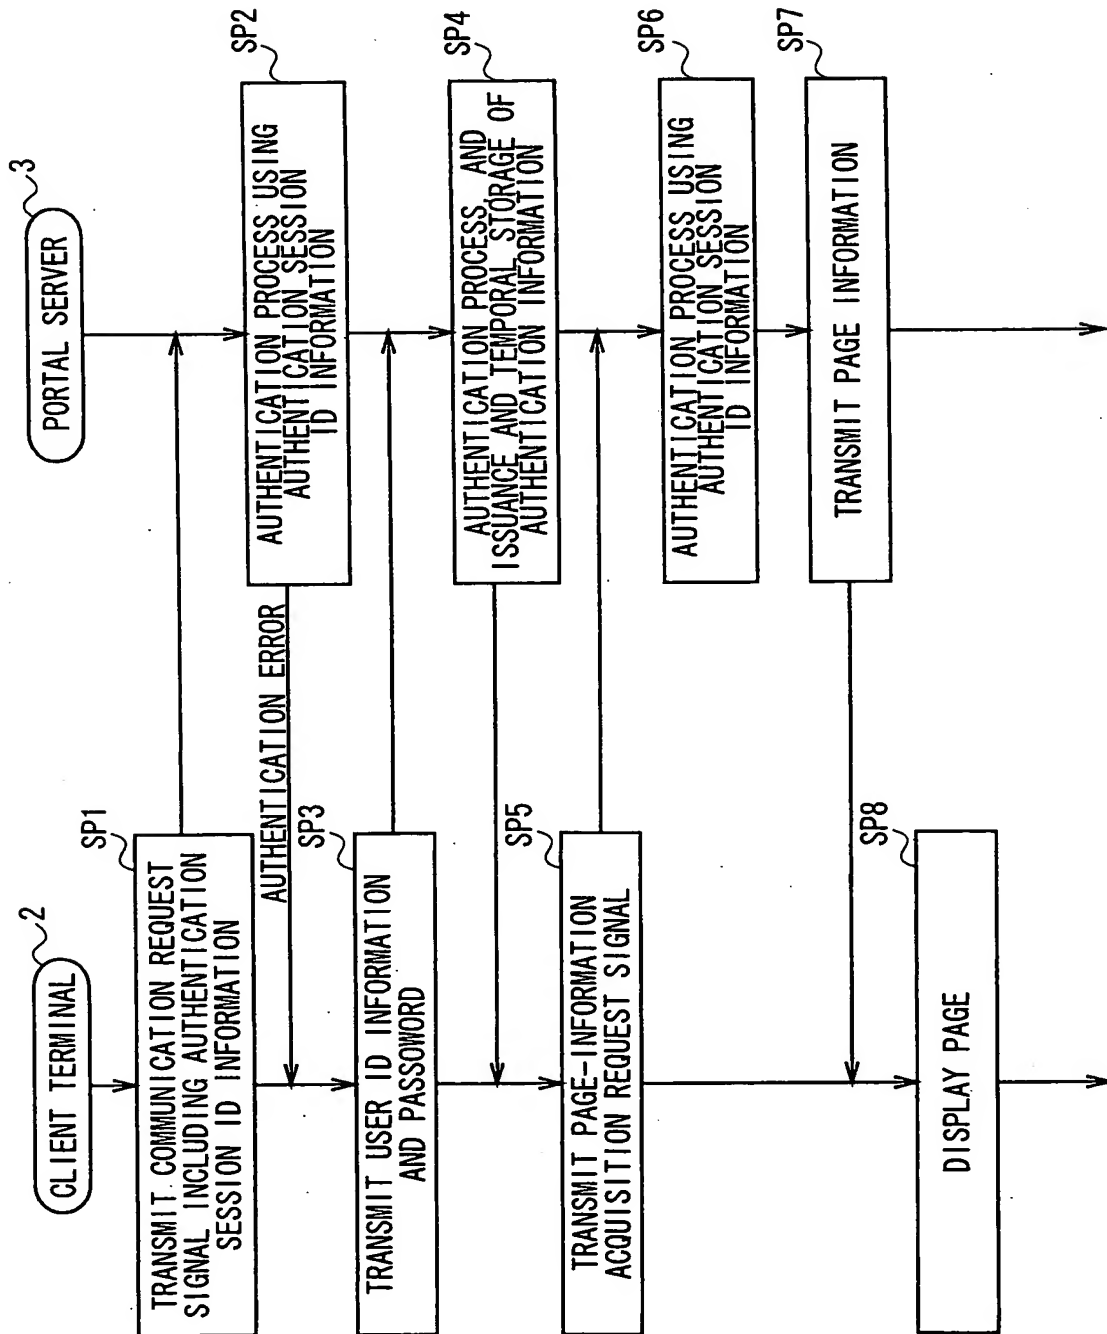 CLIENT TERMINAL
2
PORTAL SERVER
3
SP1
TRANSMIT COMMUNICATION REQUEST
SIGNAL INCLUDING AUTHENTICATION
SESSION ID INFORMATION
SP2
AUTHENTICATION PROCESS USING
AUTHENTICATION SESSION
ID INFORMATION
AUTHENTICATION ERROR
SP3
TRANSMIT USER ID INFORMATION
AND PASSOWORD
SP4
AUTHENTICATION PROCESS, AND
ISSUANCE AND TEMPORAL STORAGE OF
AUTHENTICATION INFORMATION
SP5
TRANSMIT PAGE-INFORMATION
ACQUISITION REQUEST SIGNAL
SP6
AUTHENTICATION PROCESS USING
AUTHENTICATION SESSION
ID INFORMATION
SP7
TRANSMIT PAGE INFORMATION
SP8
DISPLAY PAGE